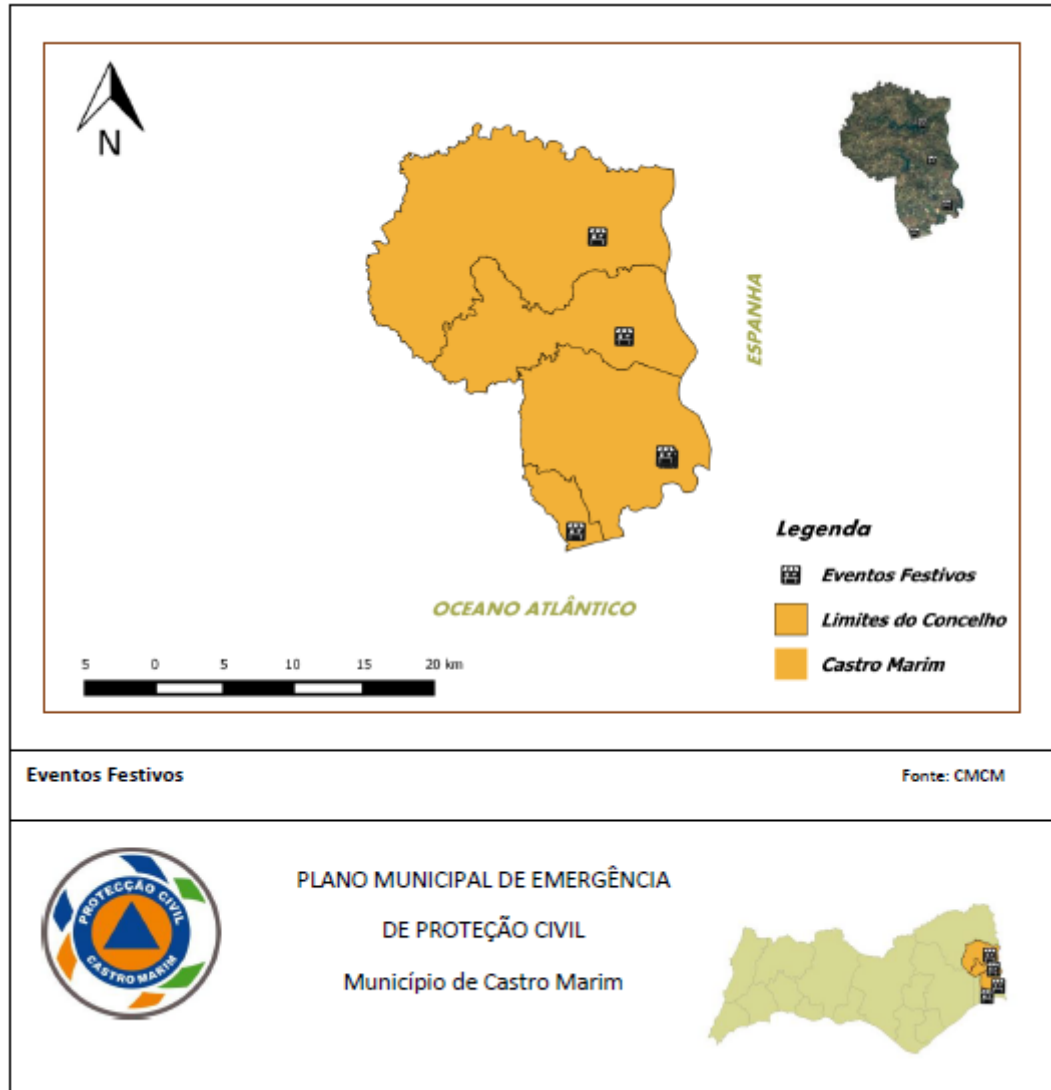 N
ESPANHA
OCEANO ATLÂNTICO
Legenda
Eventos Festivos
Limites do Concelho
Castro Marim
5 0 5 10 15 20 km
Eventos Festivos
Fonte: CMCM
PROTECÇÃO CIVIL
CASTRO MARIM
PLANO MUNICIPAL DE EMERGÊNCIA
DE PROTEÇÃO CIVIL
Município de Castro Marim